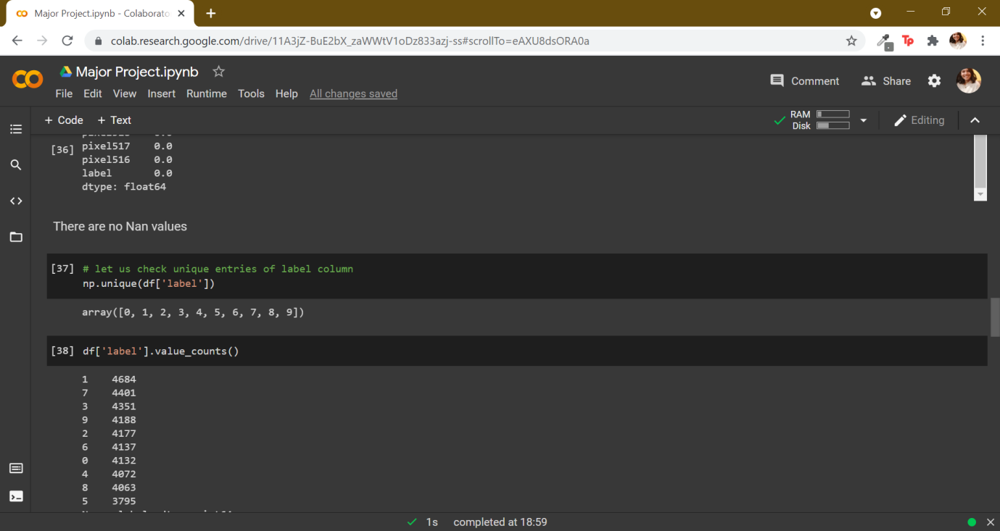 Major Project.ipynb - Colaborato
colab.research.google.com/drive/11A3jZ-BuE2bX_zaWWtV1oDz833azj-ss#scrollTo=eAXU8dsORA0a
Tp
Major Project.ipynb
Comment
Share
File Edit View Insert Runtime Tools Help All changes saved
+ Code + Text
RAM
Disk
Editing
[36]
pixel517 0.0
pixel516 0.0
label 0.0
dtype: float64
There are no Nan values
[37] # let us check unique entries of label column
np.unique(df['label'])
array([0, 1, 2, 3, 4, 5, 6, 7, 8, 9])
[38] df['label'].value_counts()
1 4684
7 4401
3 4351
9 4188
2 4177
6 4137
0 4132
4 4072
8 4063
5 3795
1s completed at 18:59